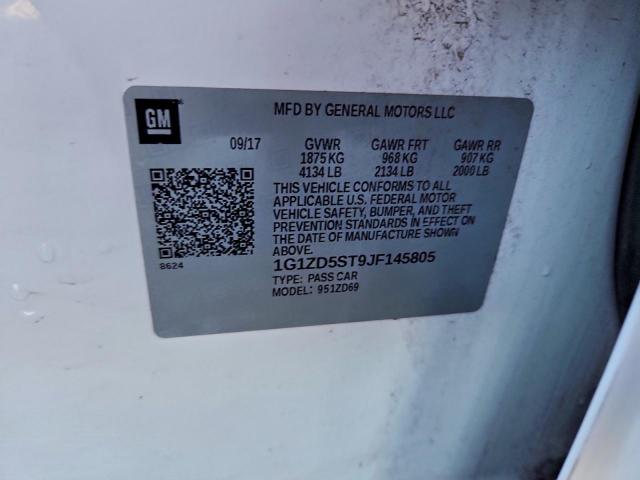 GM
MFD BY GENERAL MOTORS LLC
09/17 GVWR GAWR FRT GAWR RR
1875 KG 968 KG 907 KG
4134 LB 2134 LB 2000 LB
THIS VEHICLE CONFORMS TO ALL
APPLICABLE U.S. FEDERAL MOTOR
VEHICLE SAFETY, BUMPER, AND THEFT
PREVENTION STANDARDS IN EFFECT ON
THE DATE OF MANUFACTURE SHOWN
ABOVE.
8624
1G1ZD5ST9JF145805
TYPE: PASS CAR
MODEL: 951ZD69